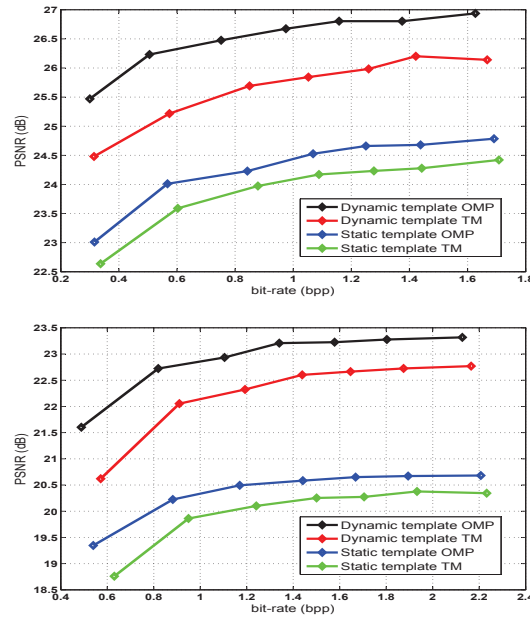 27
26.5
26
25.5
25
24.5
24
23.5
23
22.5
PSNR (dB)
Dynamic template OMP
Dynamic template TM
Static template OMP
Static template TM
0.2 0.4 0.6 0.8 1 1.2 1.4 1.6 1.8
bit-rate (bpp)
23.5
23
22.5
22
21.5
21
20.5
20
19.5
19
18.5
PSNR (dB)
Dynamic template OMP
Dynamic template TM
Static template OMP
Static template TM
0.4 0.6 0.8 1 1.2 1.4 1.6 1.8 2 2.2 2.4
bit-rate (bpp)